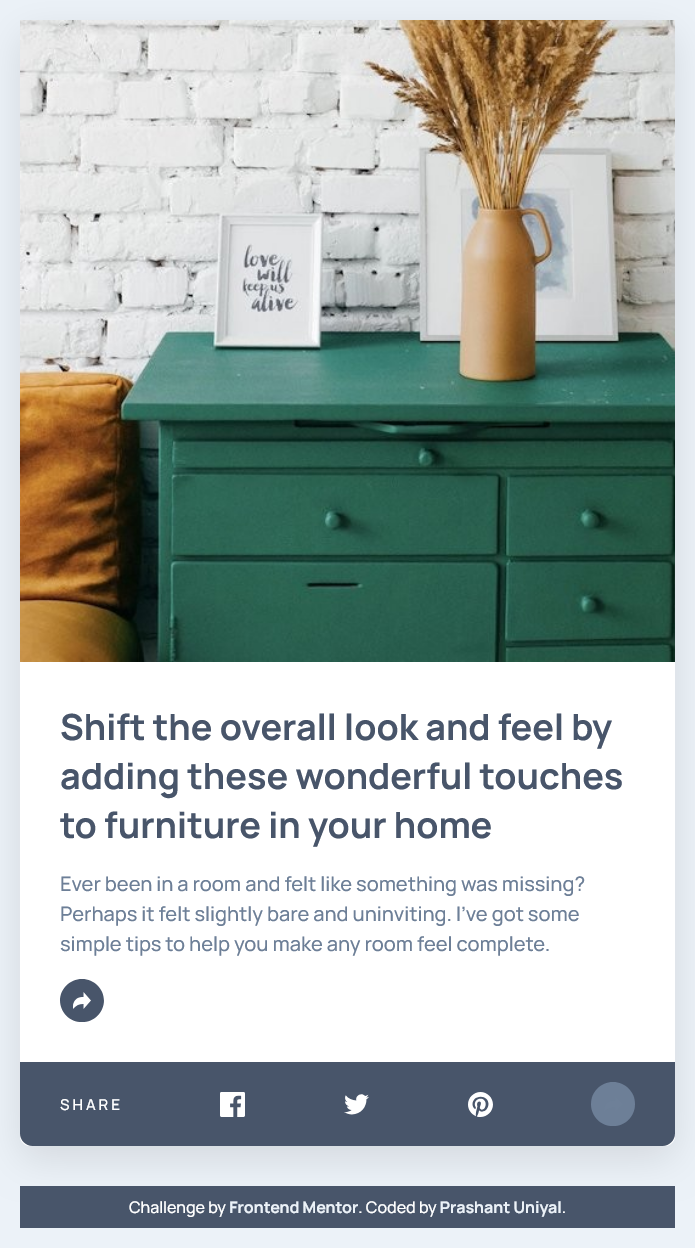 love
will
keep us
alive
Shift the overall look and feel by
adding these wonderful touches
to furniture in your home
Ever been in a room and felt like something was missing?
Perhaps it felt slightly bare and uninviting. I’ve got some
simple tips to help you make any room feel complete.
SHARE
Challenge by Frontend Mentor. Coded by Prashant Uniyal.